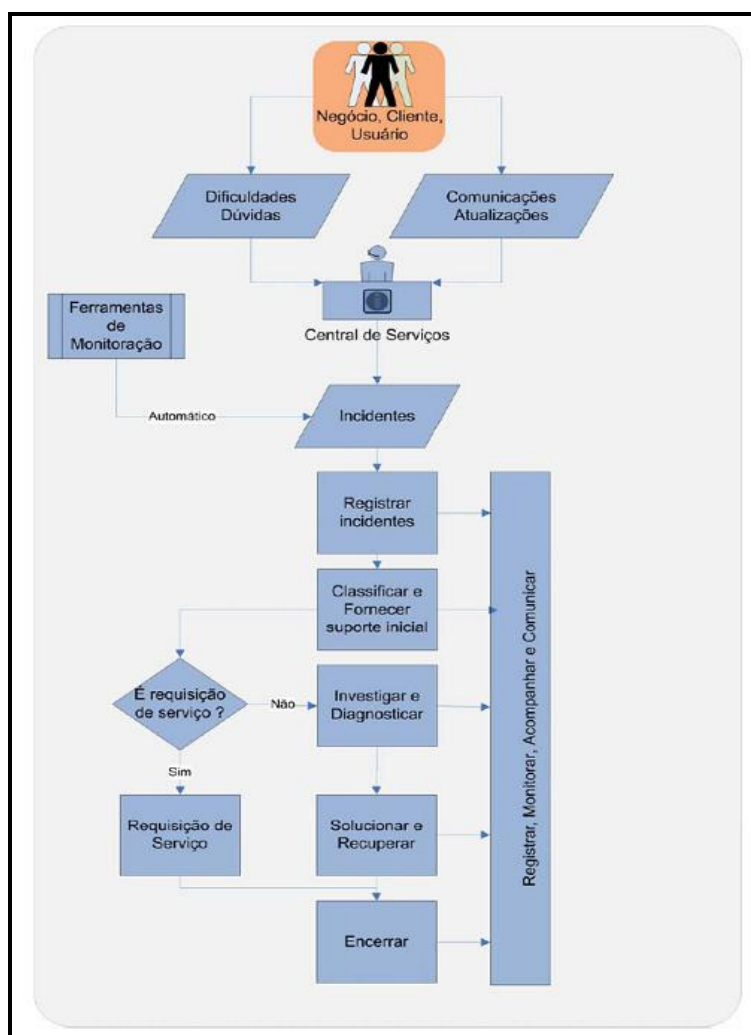 Negócio, Cliente,
Usuário
Dificuldades
Dúvidas
Comunicações
Atualizações
Ferramentas
de
Monitoração
Central de Serviços
Automático
Incidentes
Registrar
incidentes
Classificar e
Fornecer
suporte inicial
É requisição
de serviço ?
Não
Investigar e
Diagnosticar
Sim
Requisição de
Serviço
Solucionar e
Recuperar
Encerrar
Registrar, Monitorar, Acompanhar e Comunicar